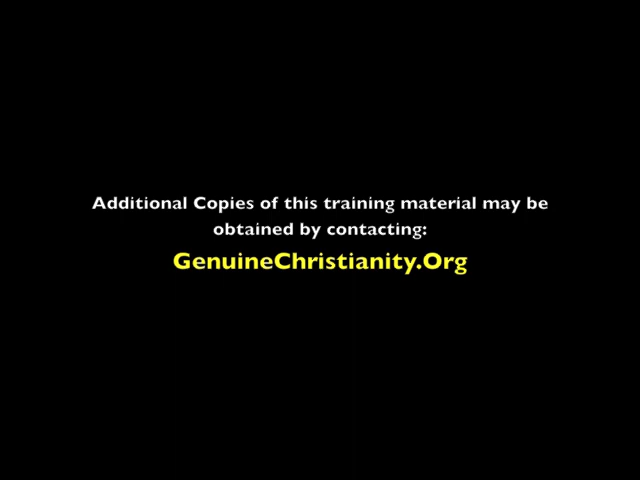 Additional Copies of this training material may be
obtained by contacting:
GenuineChristianity.Org